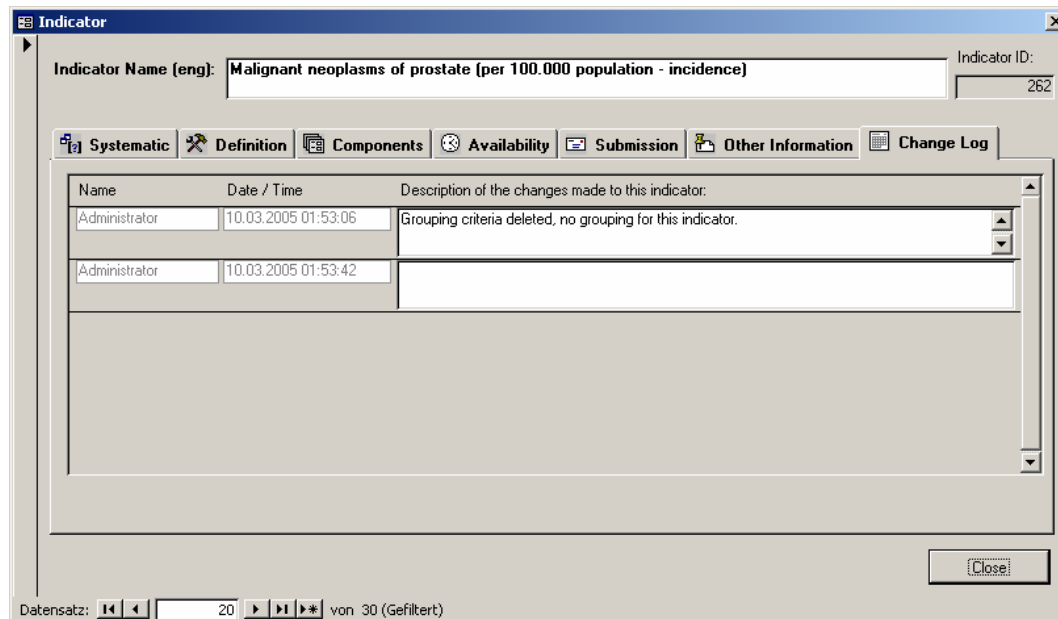 Indicator
Indicator Name (eng): Malignant neoplasms of prostate (per 100.000 population - incidence)
Indicator ID:
262
Systematic Definition Components Availability Submission Other Information Change Log
Name Date / Time Description of the changes made to this indicator:
Administrator 10.03.2005 01:53:06 Grouping criteria deleted, no grouping for this indicator.
Administrator 10.03.2005 01:53:42
Close
Datensatz: 20 von 30 (Gefiltert)